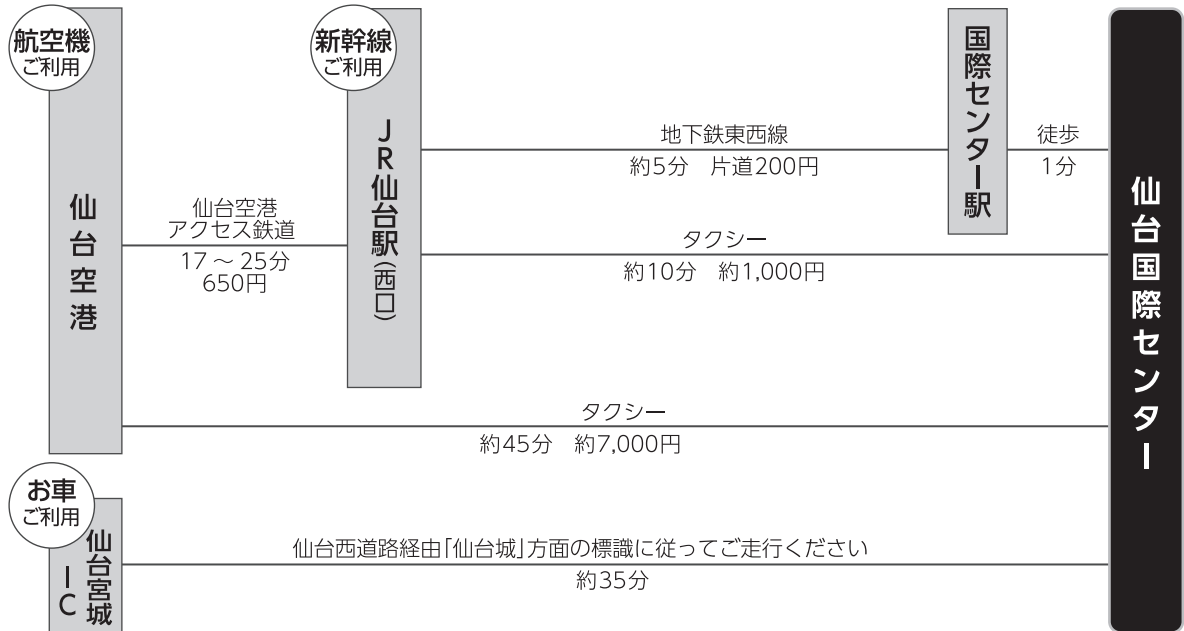 航空機
ご利用
仙台空港
仙台空港
アクセス鉄道
17～25分
650円
新幹線
ご利用
JR仙台駅(西口)
地下鉄東西線
約5分　片道200円
国際センター駅
徒歩
1分
タクシー
約10分　約1,000円
タクシー
約45分　約7,000円
お車
ご利用
仙台宮城
IC
仙台西道路経由「仙台城」方面の標識に従ってご走行ください
約35分
仙台国際センター